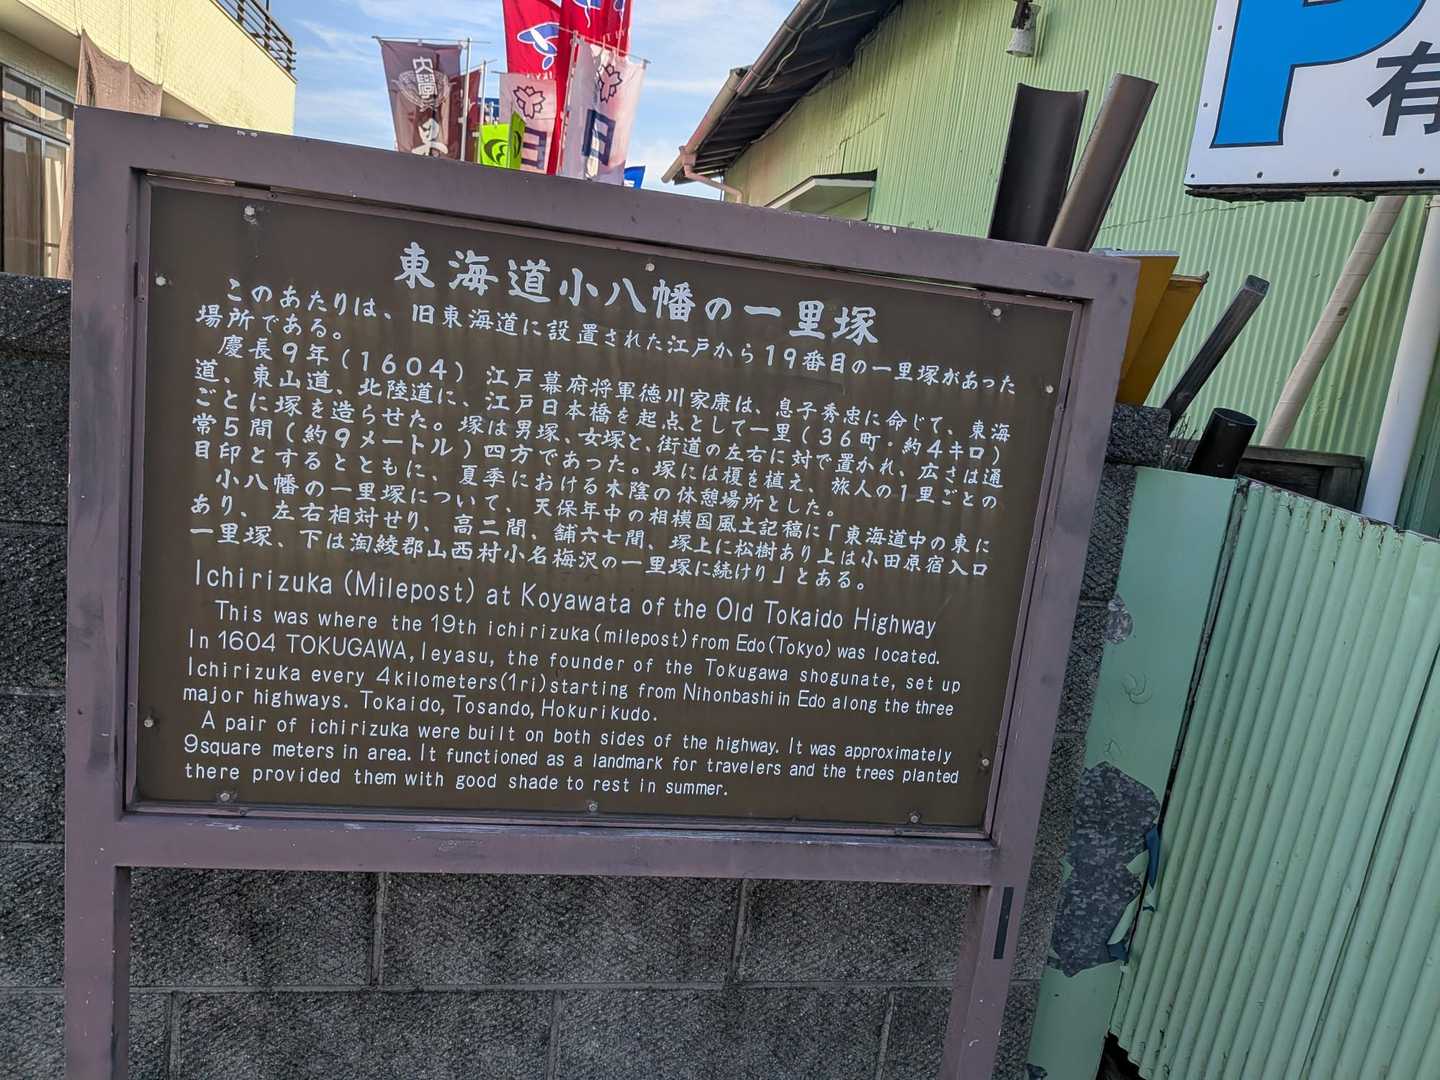 有
内學
目
東海道小八幡の一里塚
このあたりは、旧東海道に設置された江戸から19番目の一里塚があった
場所である。
慶長9年(1604)江戸幕府将軍徳川家康は、息子秀忠に命じて、東海
道、東山道、北陸道に、江戸日本橋を起点として一里(36町・約4キロ)
ごとに塚を造らせた。塚は男塚、女塚と、街道の左右に対で置かれ、広さは通
常5間(約9メートル)四方であった。塚には榎を植え、旅人の1里ごとの
目印とするとともに、夏季における木陰の休憩場所とした。
小八幡の一里塚について、天保年中の相模国風土記稿に「東海道中の東に
あり、左右相対せり、高二間、舗六七間、塚上に松樹あり上は小田原宿入口
一里塚、下は淘綾郡山西村小名梅沢の一里塚に続けり」とある。
Ichirizuka (Milepost) at Koyawata of the Old Tokaido Highway
This was where the 19th ichirizuka(milepost)from Edo(Tokyo) was located.
In 1604 TOKUGAWA, Ieyasu, the founder of the Tokugawa shogunate, set up
Ichirizuka every 4kilometers(1ri)starting from Nihonbashi in Edo along the three
major highways. Tokaido, Tosando, Hokurikudo.
A pair of ichirizuka were built on both sides of the highway. It was approximately
9square meters in area. It functioned as a landmark for travelers and the trees planted
there provided them with good shade to rest in summer.